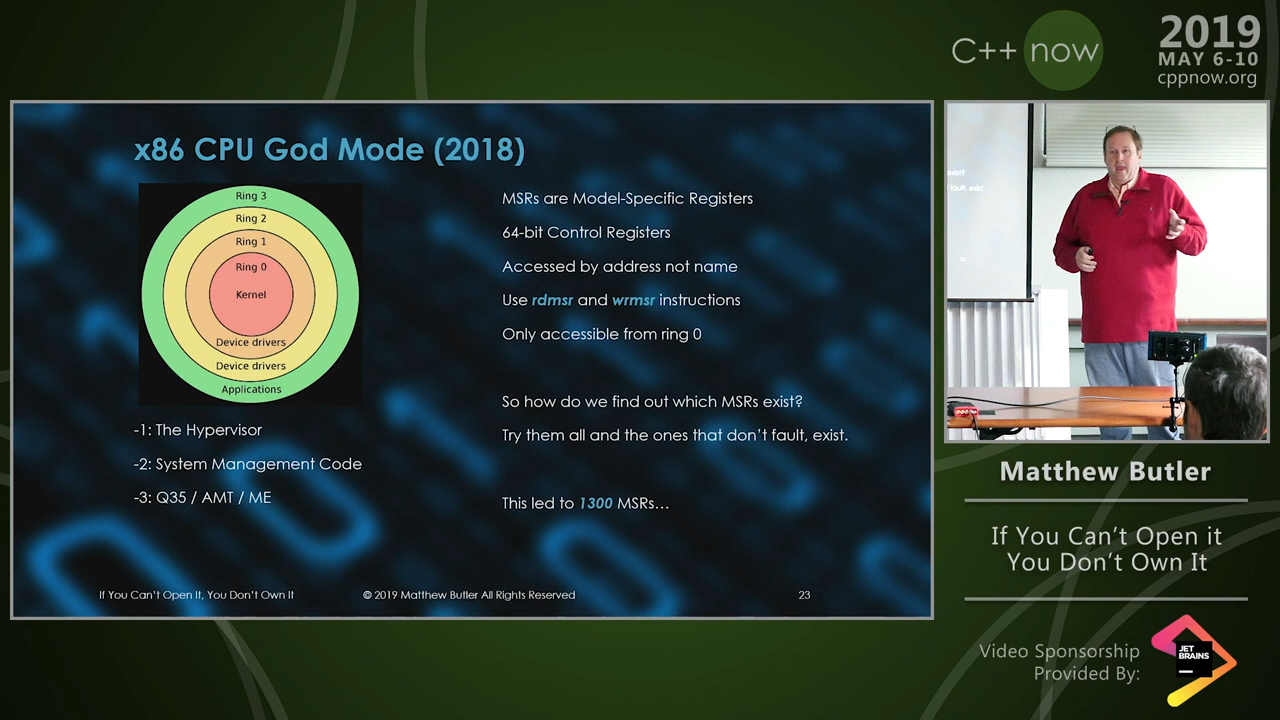 C++ now
2019
MAY 6-10
cppnow.org
x86 CPU God Mode (2018)
Ring 3
Ring 2
Ring 1
Ring 0
Kernel
Device drivers
Device drivers
Applications
-1: The Hypervisor
-2: System Management Code
-3: Q35 / AMT / ME
MSRs are Model-Specific Registers
64-bit Control Registers
Accessed by address not name
Use rdmsr and wrmsr instructions
Only accessible from ring 0
So how do we find out which MSRs exist?
Try them all and the ones that don’t fault, exist.
This led to 1300 MSRs...
If You Can’t Open It, You Don’t Own It
© 2019 Matthew Butler All Rights Reserved
23
exist?
fault, exist.
Matthew Butler
If You Can’t Open it
You Don’t Own It
Video Sponsorship
Provided By:
JET
BRAINS